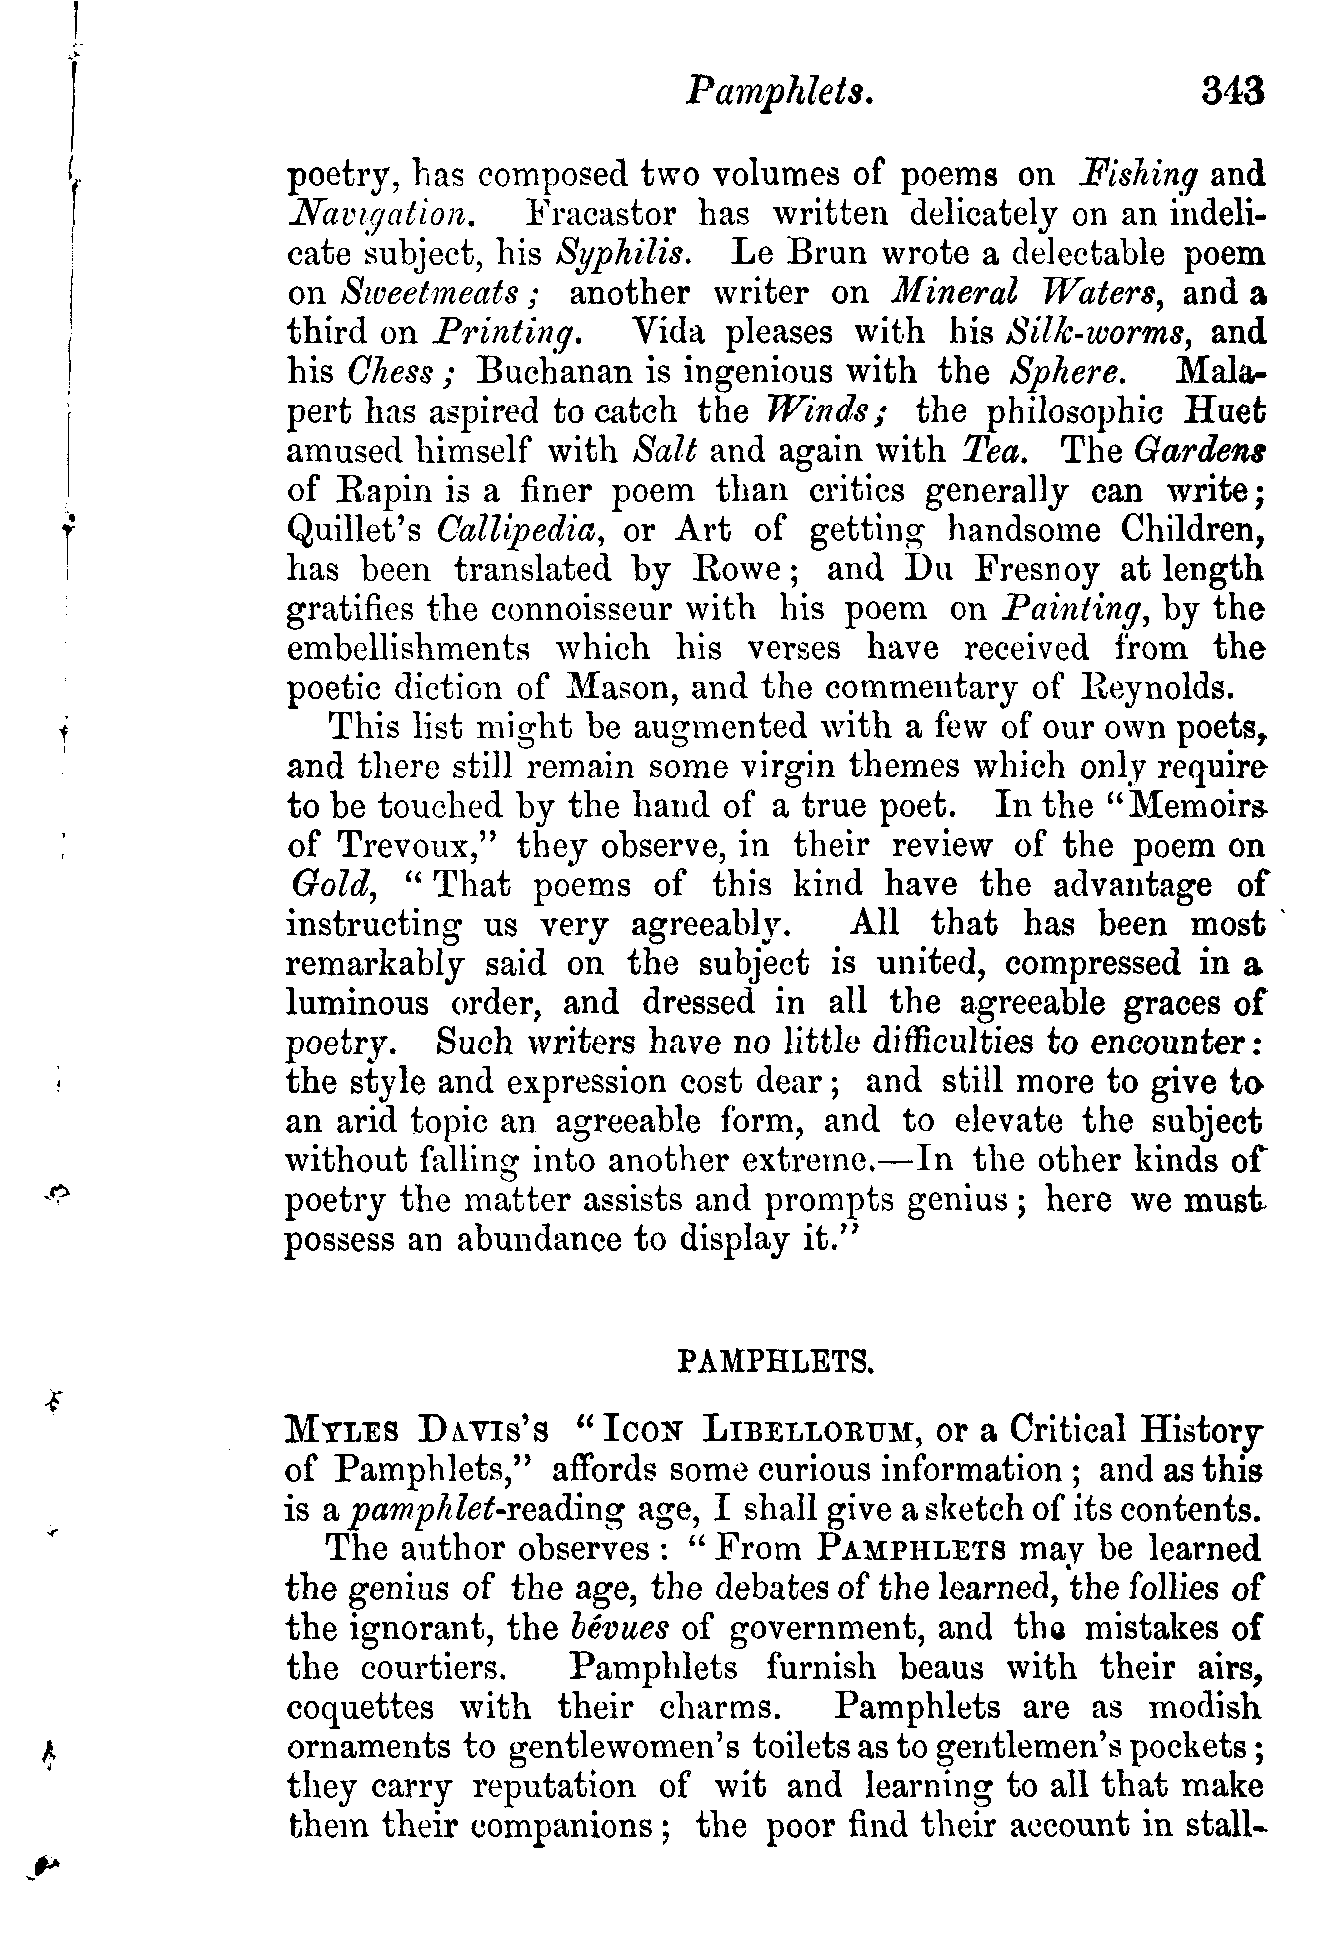 Pamphlets. 343
poetry, has composed two volumes of poems on Fishing and
Navigation. Fracastor has written delicately on an indeli-
cate subject, his Syphilis. Le Brun wrote a delectable poem
on Sweetmeats; another writer on Mineral Waters, and a
third on Printing. Vida pleases with his Silk-worms, and
his Chess; Buchanan is ingenious with the Sphere. Mala-
pert has aspired to catch the Winds; the philosophic Huet
amused himself with Salt and again with Tea. The Gardens
of Rapin is a finer poem than critics generally can write;
Quillet's Callipedia, or Art of getting handsome Children,
has been translated by Rowe; and Du Fresnoy at length
gratifies the connoisseur with his poem on Painting, by the
embellishments which his verses have received from the
poetic diction of Mason, and the commentary of Reynolds.
This list might be augmented with a few of our own poets,
and there still remain some virgin themes which only require
to be touched by the hand of a true poet. In the "Memoirs
of Trevoux," they observe, in their review of the poem on
Gold, "That poems of this kind have the advantage of
instructing us very agreeably. All that has been most
remarkably said on the subject is united, compressed in a
luminous order, and dressed in all the agreeable graces of
poetry. Such writers have no little difficulties to encounter:
the style and expression cost dear; and still more to give to
an arid topic an agreeable form, and to elevate the subject
without falling into another extreme.—In the other kinds of
poetry the matter assists and prompts genius; here we must
possess an abundance to display it."
PAMPHLETS.
MYLES DAVIS'S "ICON LIBELLORUM, or a Critical History
of Pamphlets," affords some curious information; and as this
is a pamphlet-reading age, I shall give a sketch of its contents.
The author observes: "From PAMPHLETS may be learned
the genius of the age, the debates of the learned, the follies of
the ignorant, the bévues of government, and the mistakes of
the courtiers. Pamphlets furnish beaus with their airs,
coquettes with their charms. Pamphlets are as modish
ornaments to gentlewomen's toilets as to gentlemen's pockets;
they carry reputation of wit and learning to all that make
them their companions; the poor find their account in stall-